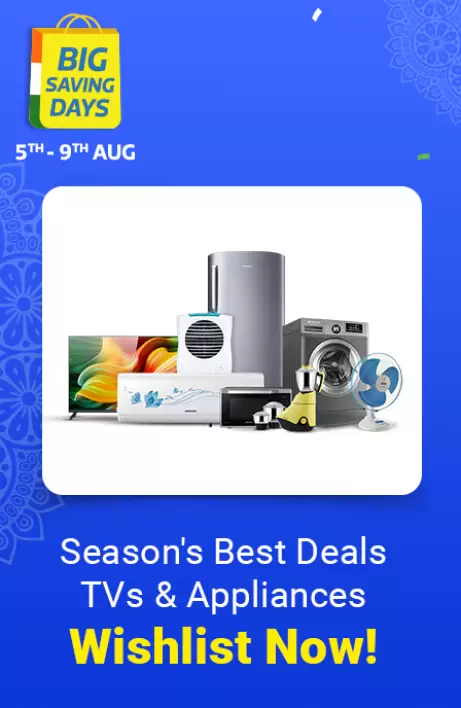 BIG
SAVING
DAYS
5TH - 9TH AUG
Season's Best Deals
TVs & Appliances
Wishlist Now!